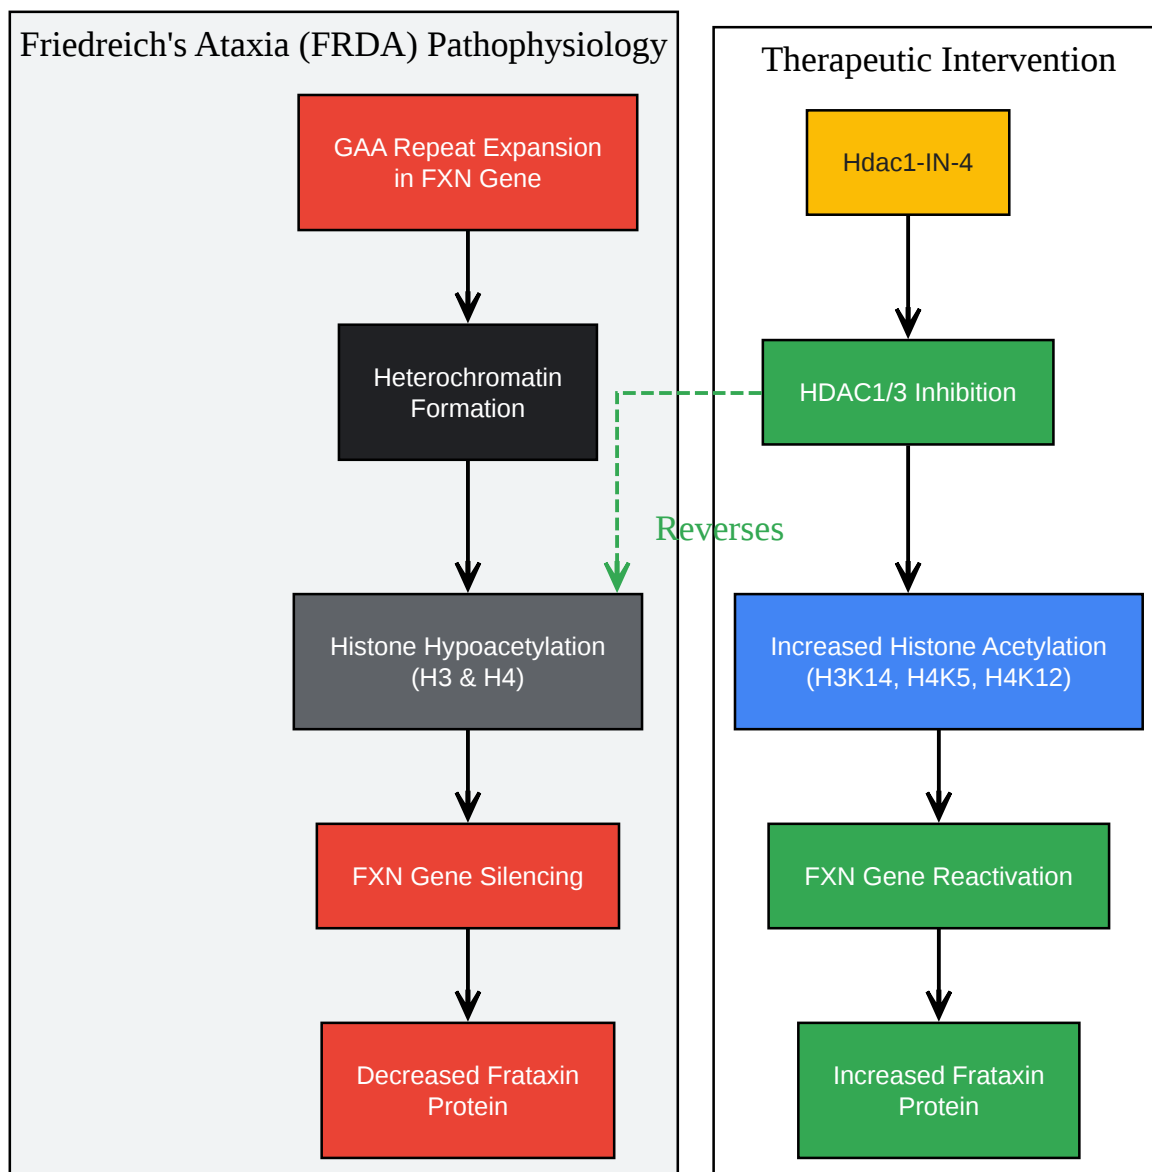 Friedreich's Ataxia (FRDA) Pathophysiology
GAA Repeat Expansion
in FXN Gene
Heterochromatin
Formation
Histone Hypoacetylation
(H3 & H4)
FXN Gene Silencing
Decreased Frataxin
Protein
Reverses
Therapeutic Intervention
Hdac1-IN-4
HDAC1/3 Inhibition
Increased Histone Acetylation
(H3K14, H4K5, H4K12)
FXN Gene Reactivation
Increased Frataxin
Protein